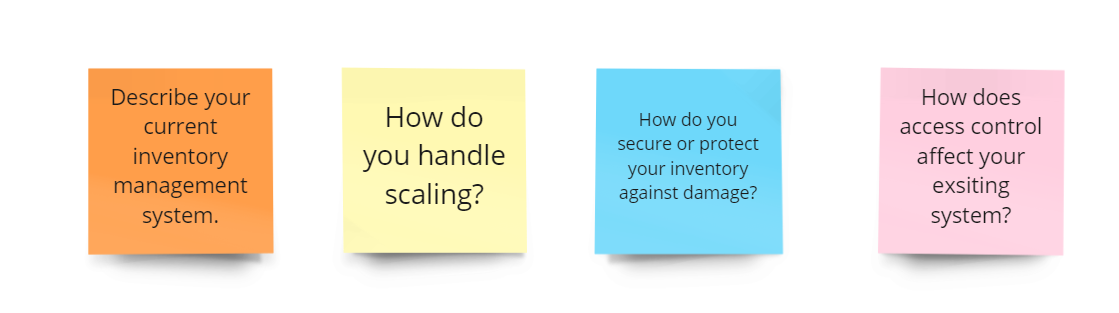 Describe your
current
inventory
management
system.
How do
you handle
scaling?
How do you
secure or protect
your inventory
against damage?
How does
access control
affect your
exsiting
system?